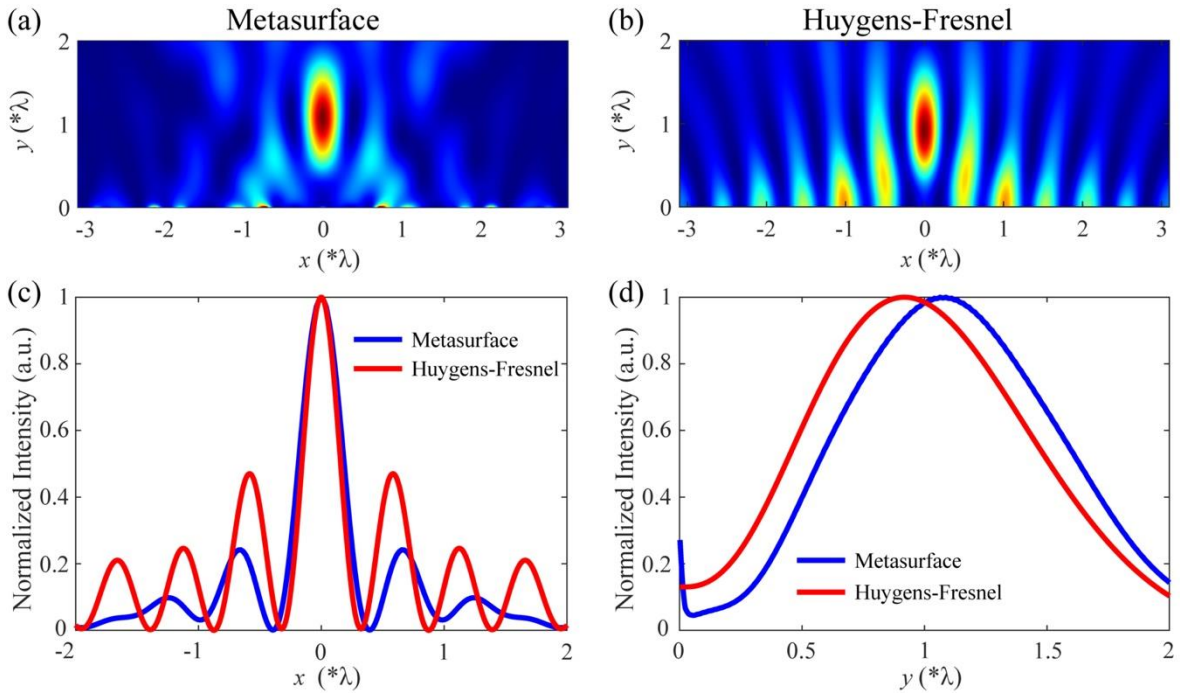 (a) Metasurface
(b) Huygens-Fresnel
2
1
0
y (*λ)
-3 -2 -1 0 1 2 3
x (*λ)
2
1
0
y (*λ)
-3 -2 -1 0 1 2 3
x (*λ)
(c)
1
0.8
0.6
0.4
0.2
0
Normalized Intensity (a.u.)
Metasurface
Huygens-Fresnel
-2 -1 0 1 2
x (*λ)
(d)
1
0.8
0.6
0.4
0.2
0
Normalized Intensity (a.u.)
Metasurface
Huygens-Fresnel
0 0.5 1 1.5 2
y (*λ)